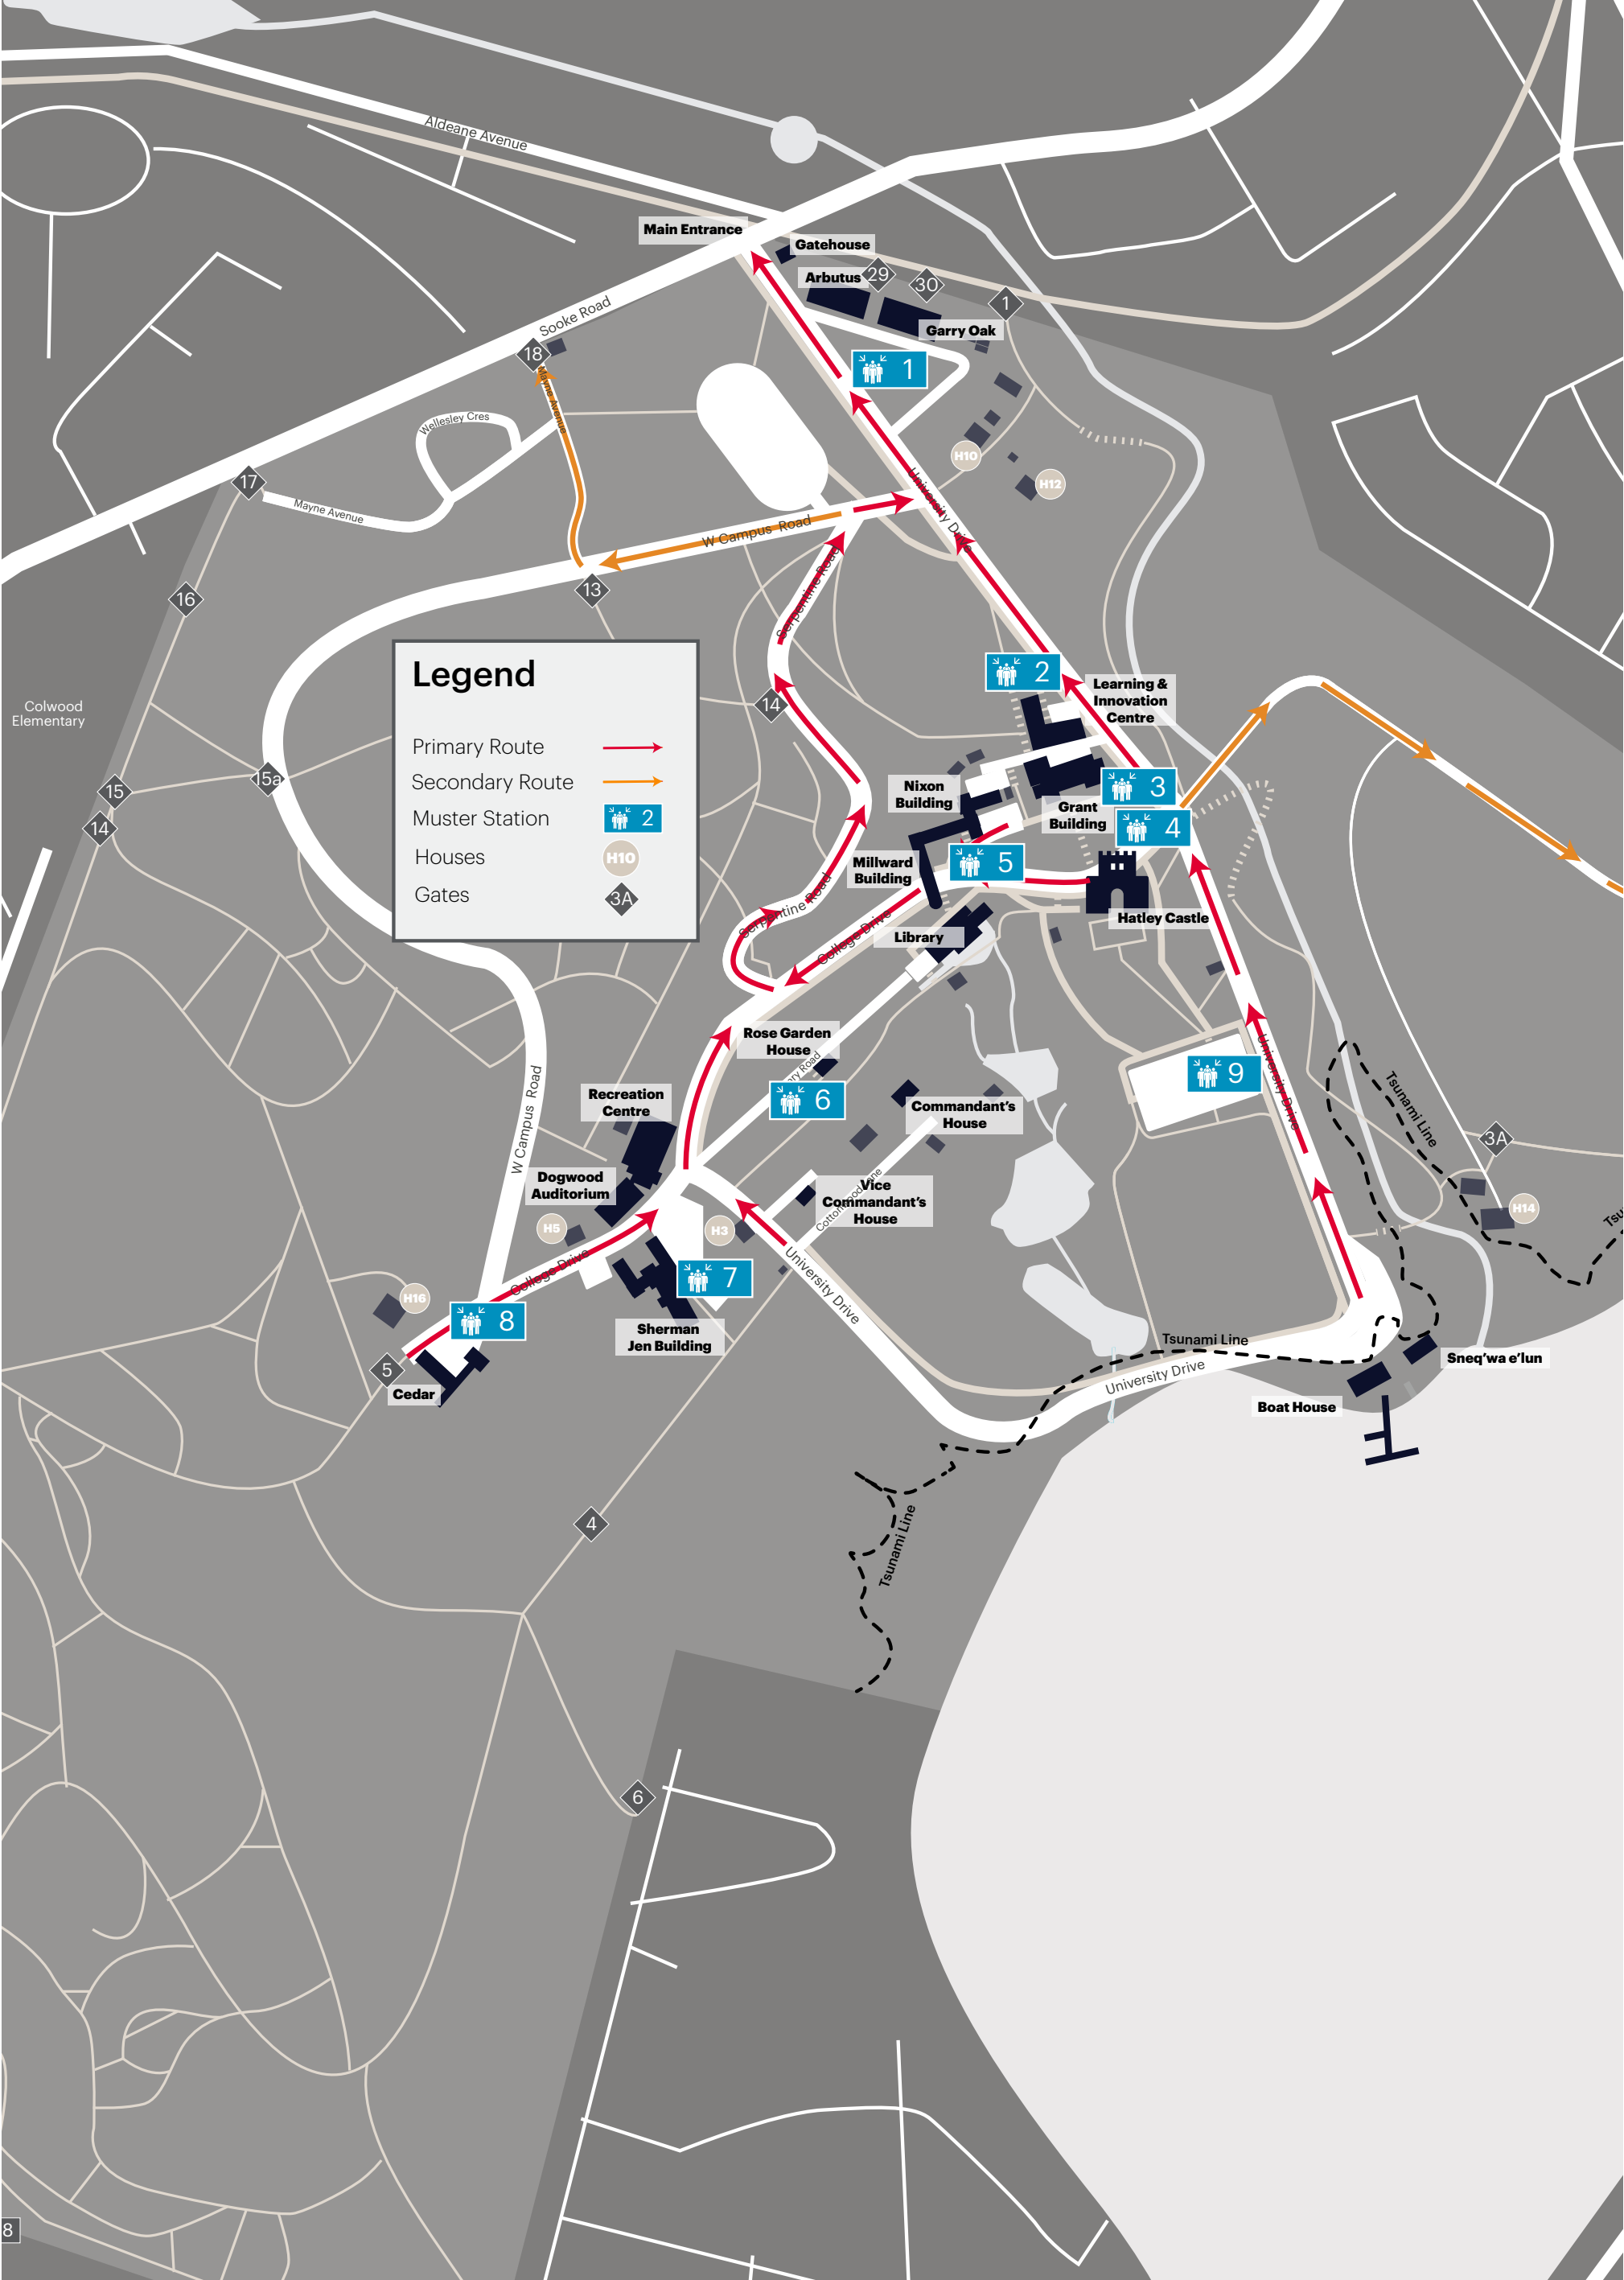 Aldeane Avenue
Main Entrance
Gatehouse
Arbutus
29
30
1
Sooke Road
18
Garry Oak
Mayne Avenue
1
Wellesley Cres
H10
17
H12
Mayne Avenue
University Drive
W Campus Road
13
16
Serpentine Road
Legend
Primary Route
Secondary Route
Muster Station
2
Houses
H10
Gates
3A
2
Learning &
Innovation
Centre
Colwood
Elementary
14
15a
15
14
Nixon
Building
3
Grant
Building
4
Millward
Building
5
Hatley Castle
Serpentine Road
College Drive
Library
Rose Garden
House
9
University Drive
W Campus Road
Recreation
Centre
6
Commandant's
House
Tsunami Line
3A
Dogwood
Auditorium
Vice
Commandant's
House
H14
H5
H3
College Drive
University Drive
7
H16
8
Sherman
Jen Building
5
Cedar
Tsunami Line
University Drive
Sneq'wa e'lun
Boat House
4
Tsunami Line
6
8